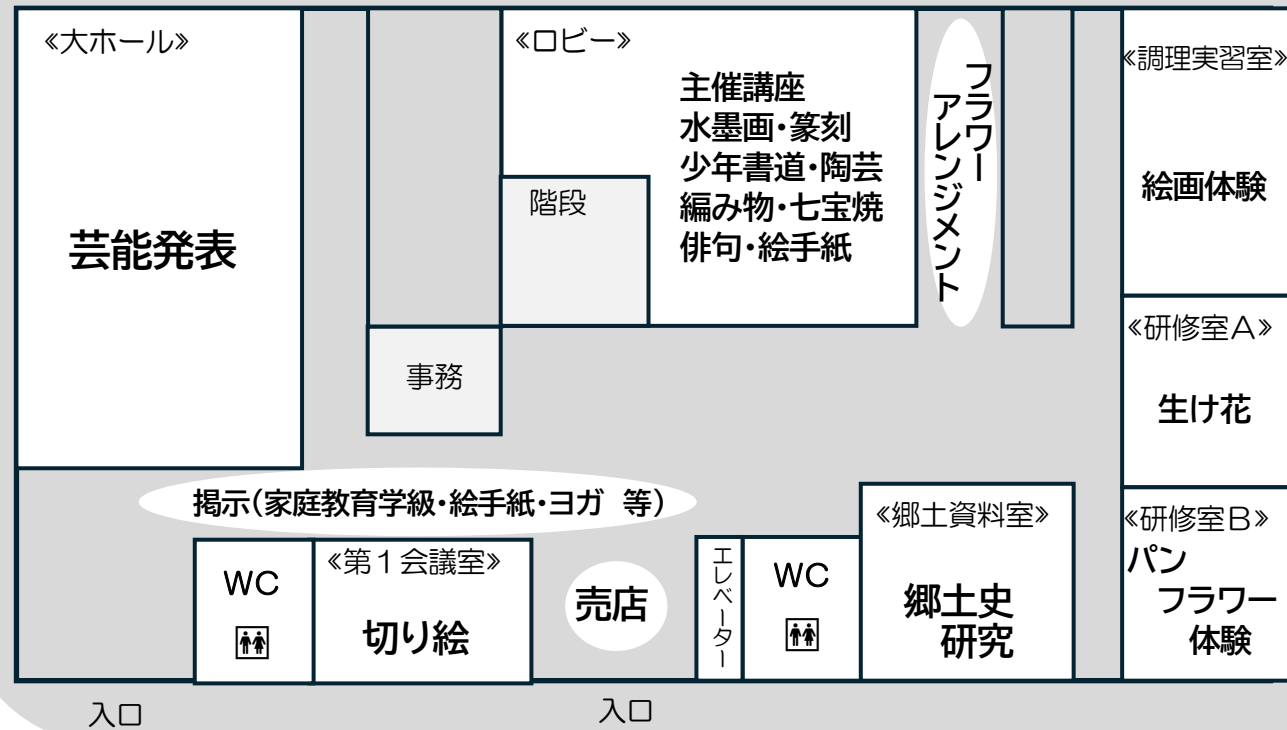 《大ホール》
芸能発表
《ロビー》
主催講座
水墨画・篆刻
少年書道・陶芸
編み物・七宝焼
俳句・絵手紙
階段
事務
フラワー
アレンジメント
《調理実習室》
絵画体験
《研修室A》
生け花
《研修室B》
パン
フラワー
体験
掲示(家庭教育学級・絵手紙・ヨガ 等)
WC
《第1会議室》
切り絵
売店
エレベーター
WC
《郷土資料室》
郷土史
研究
入口
入口